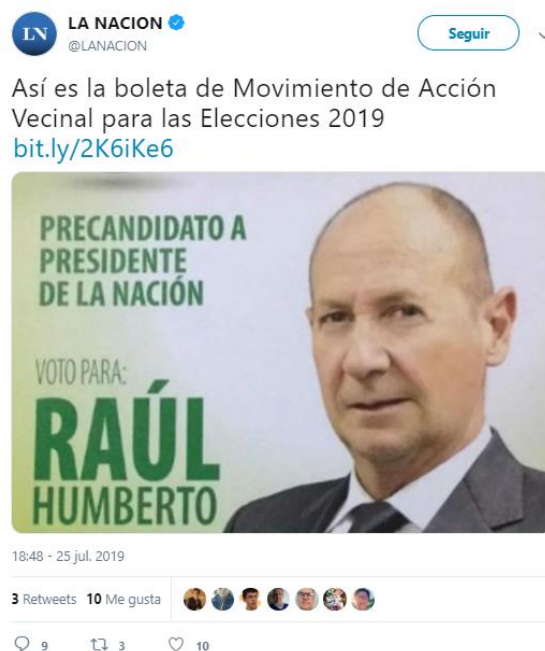 LN
LA NACION
@LANACION
Seguir
Así es la boleta de Movimiento de Acción
Vecinal para las Elecciones 2019
bit.ly/2K6iKe6
PRECANDIDATO A
PRESIDENTE
DE LA NACIÓN
VOTO PARA:
RAÚL
HUMBERTO
18:48 - 25 jul. 2019
3 Retweets 10 Me gusta
9 3 10